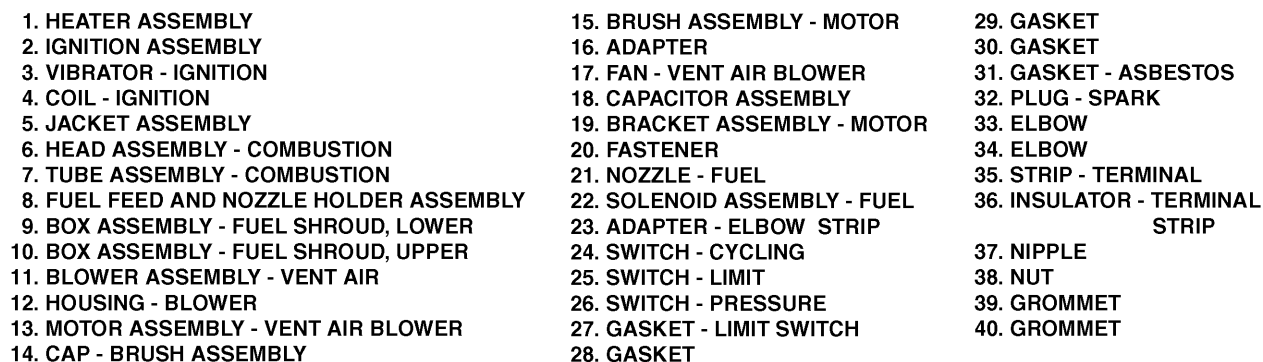 1. HEATER ASSEMBLY
2. IGNITION ASSEMBLY
3. VIBRATOR - IGNITION
4. COIL - IGNITION
5. JACKET ASSEMBLY
6. HEAD ASSEMBLY - COMBUSTION
7. TUBE ASSEMBLY - COMBUSTION
8. FUEL FEED AND NOZZLE HOLDER ASSEMBLY
9. BOX ASSEMBLY - FUEL SHROUD, LOWER
10. BOX ASSEMBLY - FUEL SHROUD, UPPER
11. BLOWER ASSEMBLY - VENT AIR
12. HOUSING - BLOWER
13. MOTOR ASSEMBLY - VENT AIR BLOWER
14. CAP - BRUSH ASSEMBLY
15. BRUSH ASSEMBLY - MOTOR
16. ADAPTER
17. FAN - VENT AIR BLOWER
18. CAPACITOR ASSEMBLY
19. BRACKET ASSEMBLY - MOTOR
20. FASTENER
21. NOZZLE - FUEL
22. SOLENOID ASSEMBLY - FUEL
23. ADAPTER - ELBOW STRIP
24. SWITCH - CYCLING
25. SWITCH - LIMIT
26. SWITCH - PRESSURE
27. GASKET - LIMIT SWITCH
28. GASKET
29. GASKET
30. GASKET
31. GASKET - ASBESTOS
32. PLUG - SPARK
33. ELBOW
34. ELBOW
35. STRIP - TERMINAL
36. INSULATOR - TERMINAL
STRIP
37. NIPPLE
38. NUT
39. GROMMET
40. GROMMET